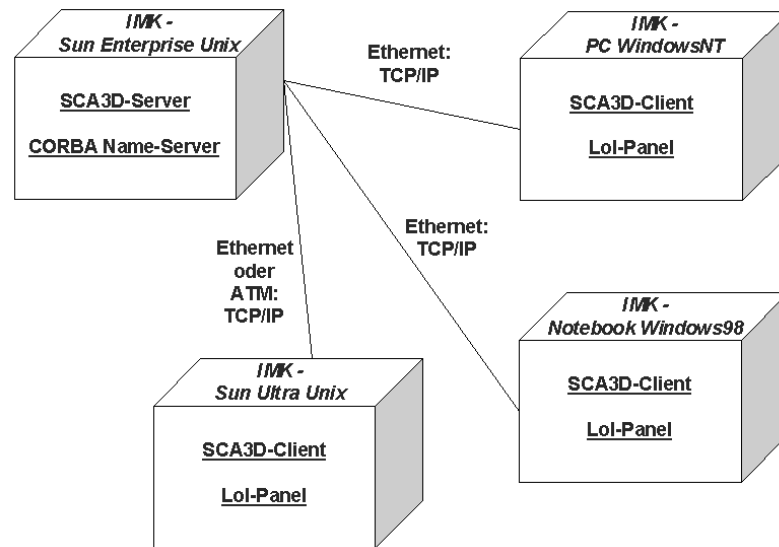 IMK -
Sun Enterprise Unix
SCA3D-Server
CORBA Name-Server
Ethernet:
TCP/IP
IMK -
PC WindowsNT
SCA3D-Client
LoI-Panel
Ethernet:
TCP/IP
Ethernet
oder
ATM:
TCP/IP
IMK -
Notebook Windows98
SCA3D-Client
LoI-Panel
IMK -
Sun Ultra Unix
SCA3D-Client
LoI-Panel